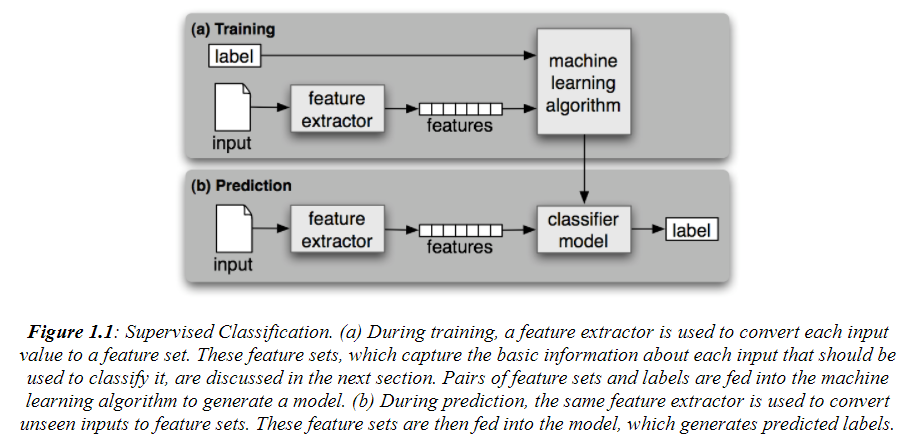 (a) Training
label
machine
learning
algorithm
feature
extractor
features
input
(b) Prediction
feature
extractor
features
classifier
model
label
input
Figure 1.1: Supervised Classification. (a) During training, a feature extractor is used to convert each input
value to a feature set. These feature sets, which capture the basic information about each input that should be
used to classify it, are discussed in the next section. Pairs of feature sets and labels are fed into the machine
learning algorithm to generate a model. (b) During prediction, the same feature extractor is used to convert
unseen inputs to feature sets. These feature sets are then fed into the model, which generates predicted labels.